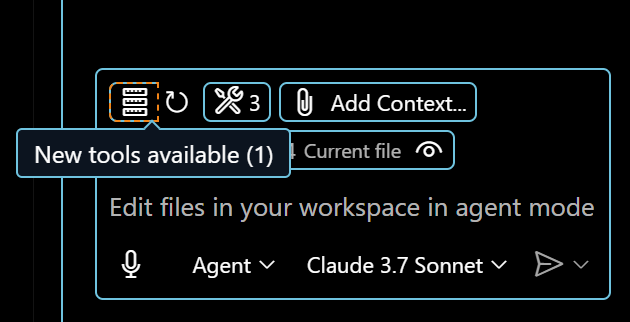 3 Add Context...
New tools available (1)
Current file
Edit files in your workspace in agent mode
Agent Claude 3.7 Sonnet